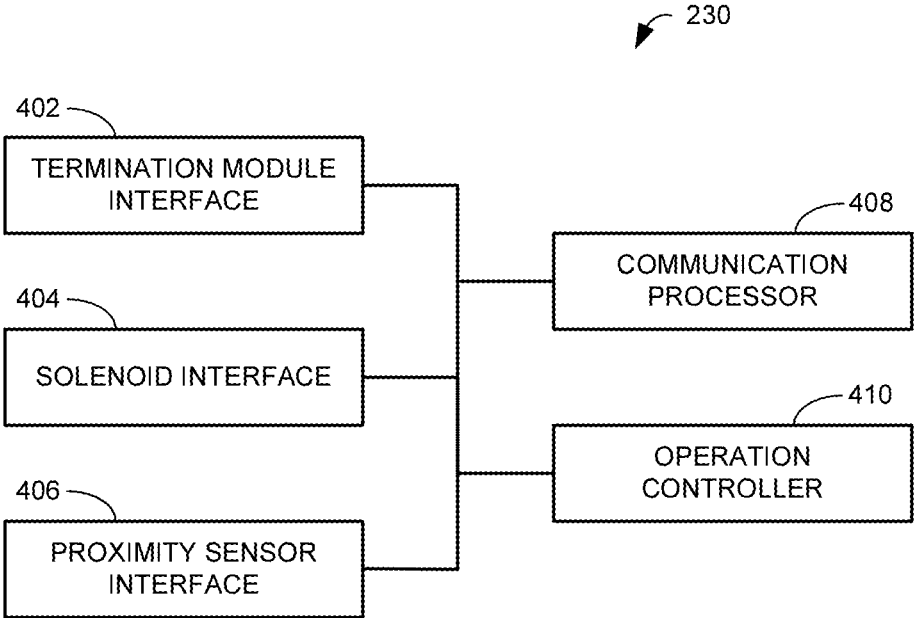 230
402
TERMINATION MODULE
INTERFACE
408
COMMUNICATION
PROCESSOR
404
SOLENOID INTERFACE
410
OPERATION
CONTROLLER
406
PROXIMITY SENSOR
INTERFACE